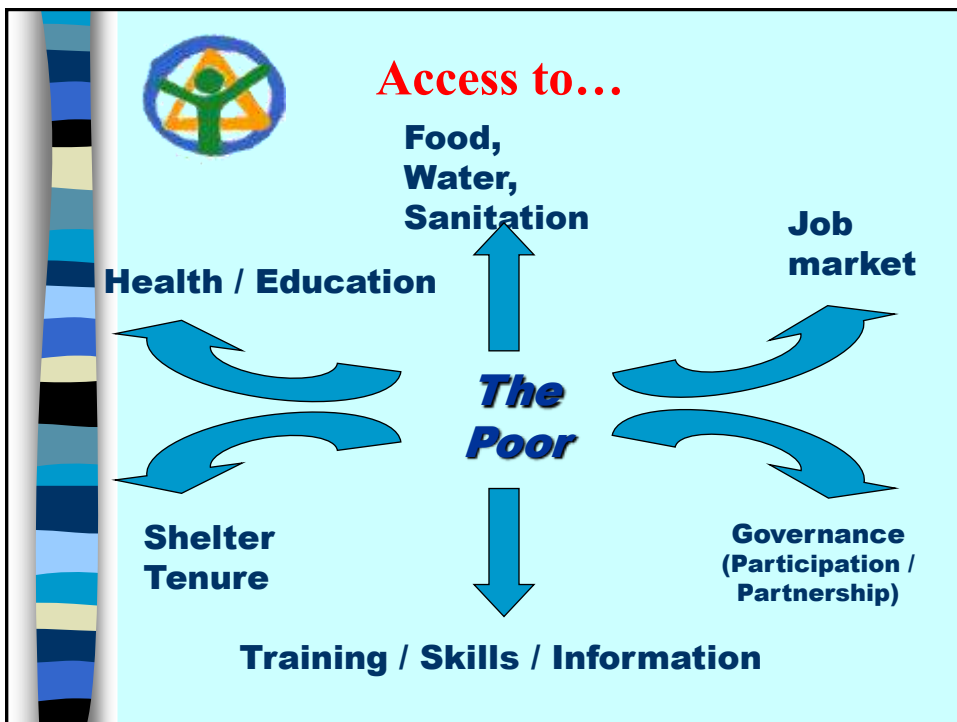 Access to…
Food,
Water,
Sanitation
Job
market
Health / Education
The
Poor
Shelter
Tenure
Governance
(Participation /
Partnership)
Training / Skills / Information